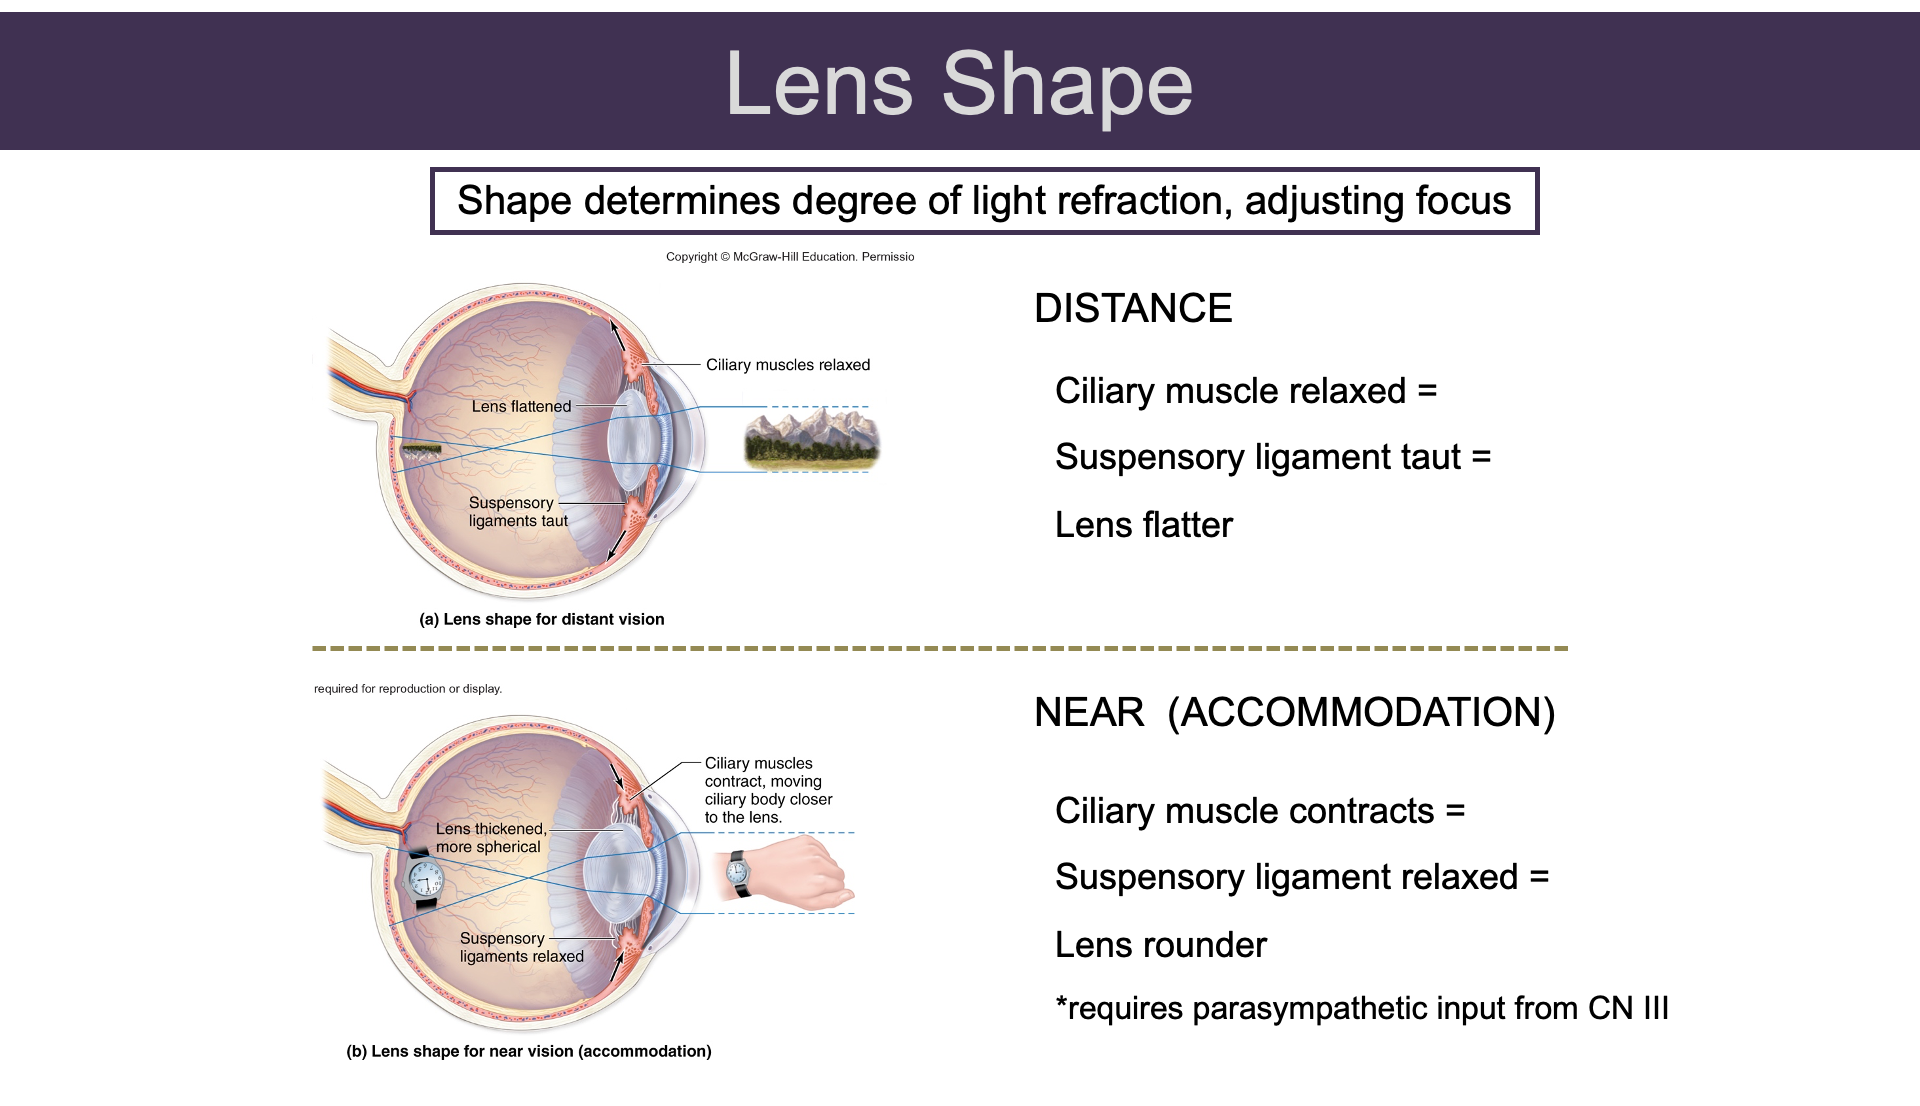 Lens Shape
Shape determines degree of light refraction, adjusting focus
Copyright © McGraw-Hill Education. Permissio
Ciliary muscles relaxed
Lens flattened
Suspensory
ligaments taut
(a) Lens shape for distant vision
DISTANCE
Ciliary muscle relaxed =
Suspensory ligament taut =
Lens flatter
required for reproduction or display.
Ciliary muscles
contract, moving
ciliary body closer
to the lens.
Lens thickened,
more spherical
Suspensory
ligaments relaxed
(b) Lens shape for near vision (accommodation)
NEAR (ACCOMMODATION)
Ciliary muscle contracts =
Suspensory ligament relaxed =
Lens rounder
*requires parasympathetic input from CN III